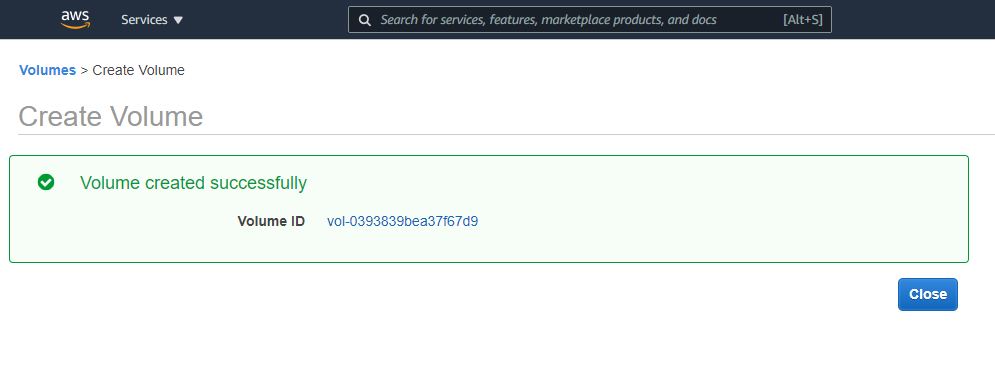 aws Services Search for services, features, marketplace products, and docs [Alt+S]
Volumes > Create Volume
Create Volume
Volume created successfully
Volume ID vol-0393839bea37f67d9
Close